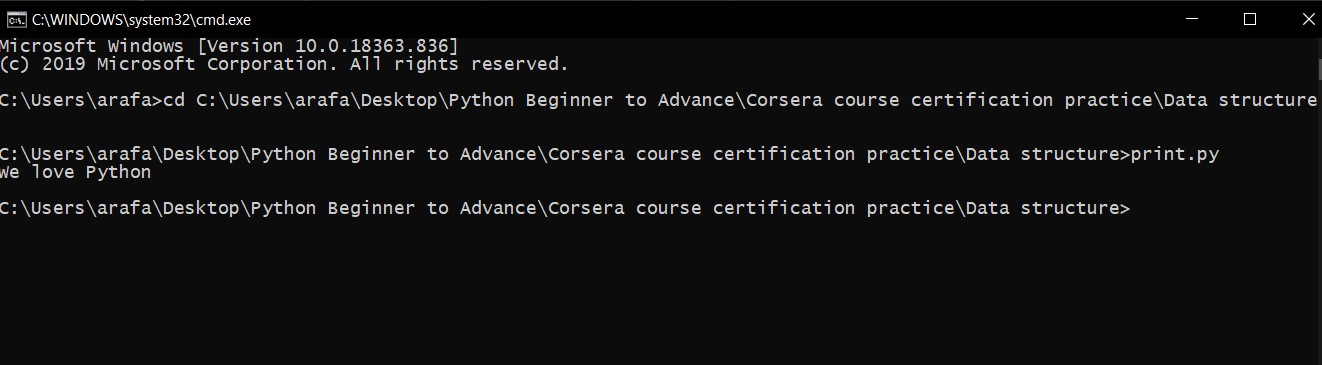 C:\WINDOWS\system32\cmd.exe
Microsoft Windows [Version 10.0.18363.836]
(c) 2019 Microsoft Corporation. All rights reserved.
C:\Users\arafa>cd C:\Users\arafa\Desktop\Python Beginner to Advance\Corsera course certification practice\Data structure
C:\Users\arafa\Desktop\Python Beginner to Advance\Corsera course certification practice\Data structure>print.py
We love Python
C:\Users\arafa\Desktop\Python Beginner to Advance\Corsera course certification practice\Data structure>